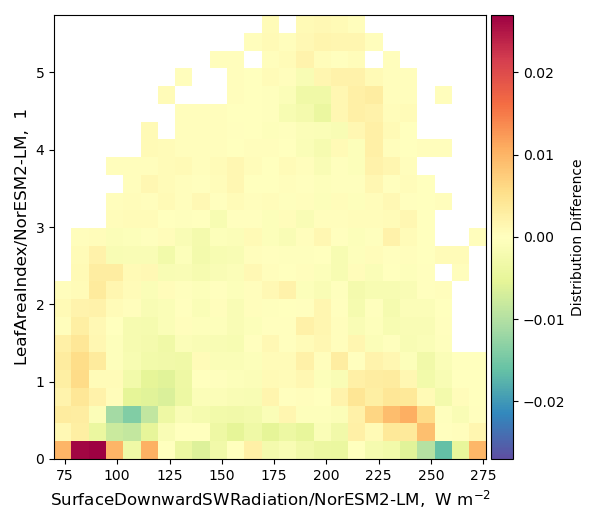 LeafAreaIndex/NorESM2-LM, 1
5
4
3
2
1
0
75 100 125 150 175 200 225 250 275
SurfaceDownwardSWRadiation/NorESM2-LM, W m⁻²
0.02
0.01
0.00
−0.01
−0.02
Distribution Difference